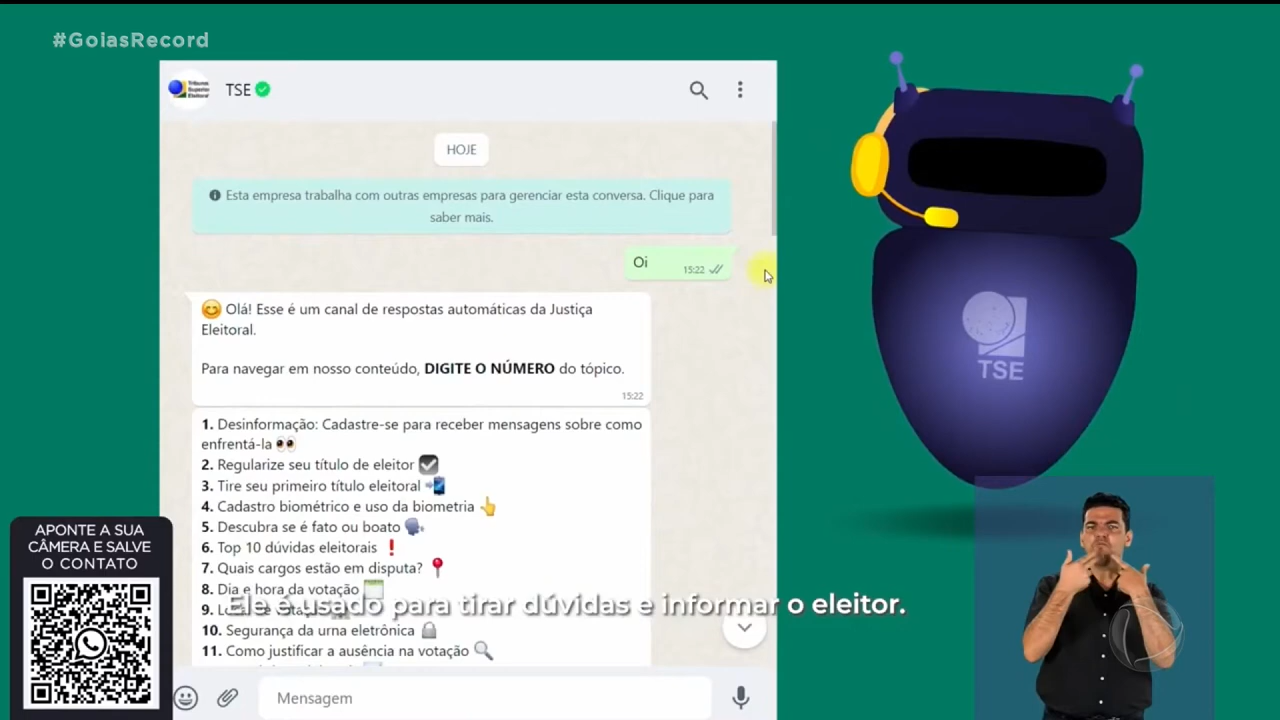 #GoiasRecord
Tribunal
Superior
Eleitoral
TSE
HOJE
Esta empresa trabalha com outras empresas para gerenciar esta conversa. Clique para
saber mais.
Oi
15:22
😊 Olá! Esse é um canal de respostas automáticas da Justiça
Eleitoral.
Para navegar em nosso conteúdo, DIGITE O NÚMERO do tópico.
15:22
1. Desinformação: Cadastre-se para receber mensagens sobre como
enfrentá-la 👀
2. Regularize seu título de eleitor ☑️
3. Tire seu primeiro título eleitoral 📲
4. Cadastro biométrico e uso da biometria 👆
5. Descubra se é fato ou boato 🗣️
6. Top 10 dúvidas eleitorais ❗
7. Quais cargos estão em disputa? 📍
8. Dia e hora da votação
9.
10. Segurança da urna eletrônica 🔒
11. Como justificar a ausência na votação 🔍
Ele é usado para tirar dúvidas e informar o eleitor.
Mensagem
TSE
APONTE A SUA
CÂMERA E SALVE
O CONTATO